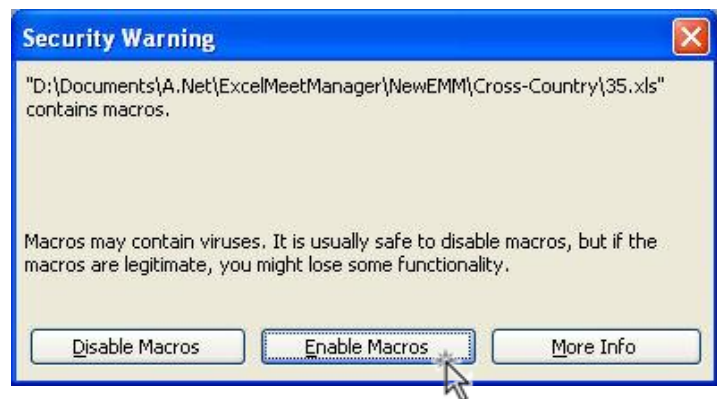 Security Warning
"D:\Documents\A.Net\ExcelMeetManager\NewEMM\Cross-Country\35.xls"
contains macros.
Macros may contain viruses. It is usually safe to disable macros, but if the
macros are legitimate, you might lose some functionality.
Disable Macros Enable Macros More Info